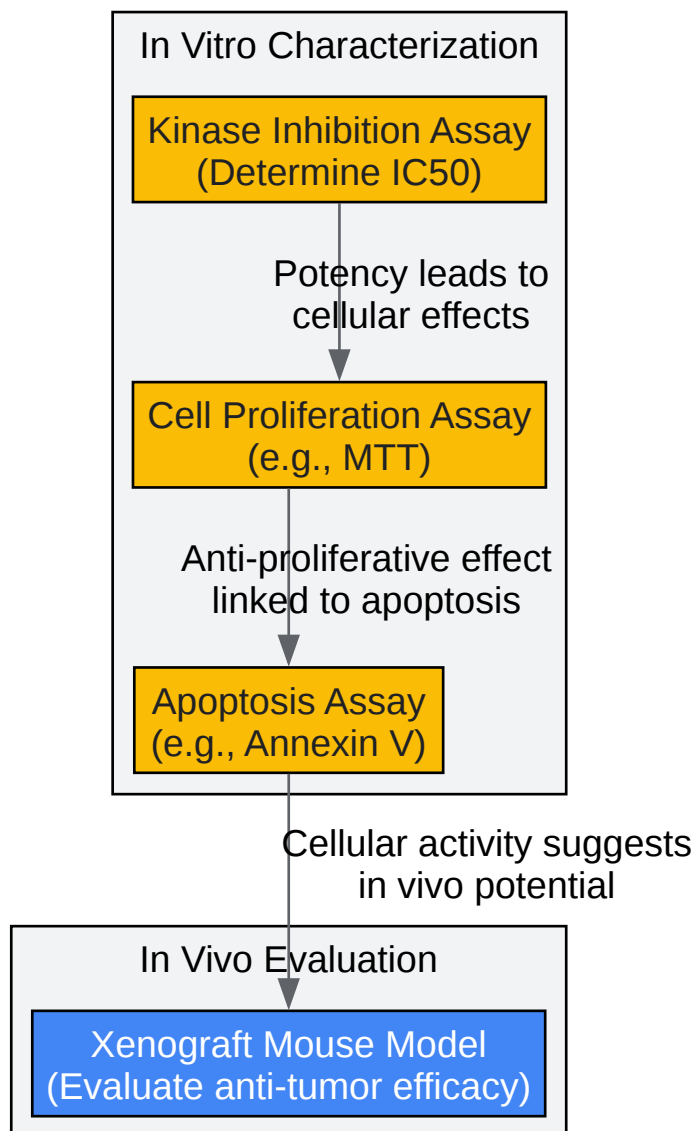 In Vitro Characterization
Kinase Inhibition Assay
(Determine IC50)
Potency leads to
cellular effects
Cell Proliferation Assay
(e.g., MTT)
Anti-proliferative effect
linked to apoptosis
Apoptosis Assay
(e.g., Annexin V)
Cellular activity suggests
in vivo potential
In Vivo Evaluation
Xenograft Mouse Model
(Evaluate anti-tumor efficacy)